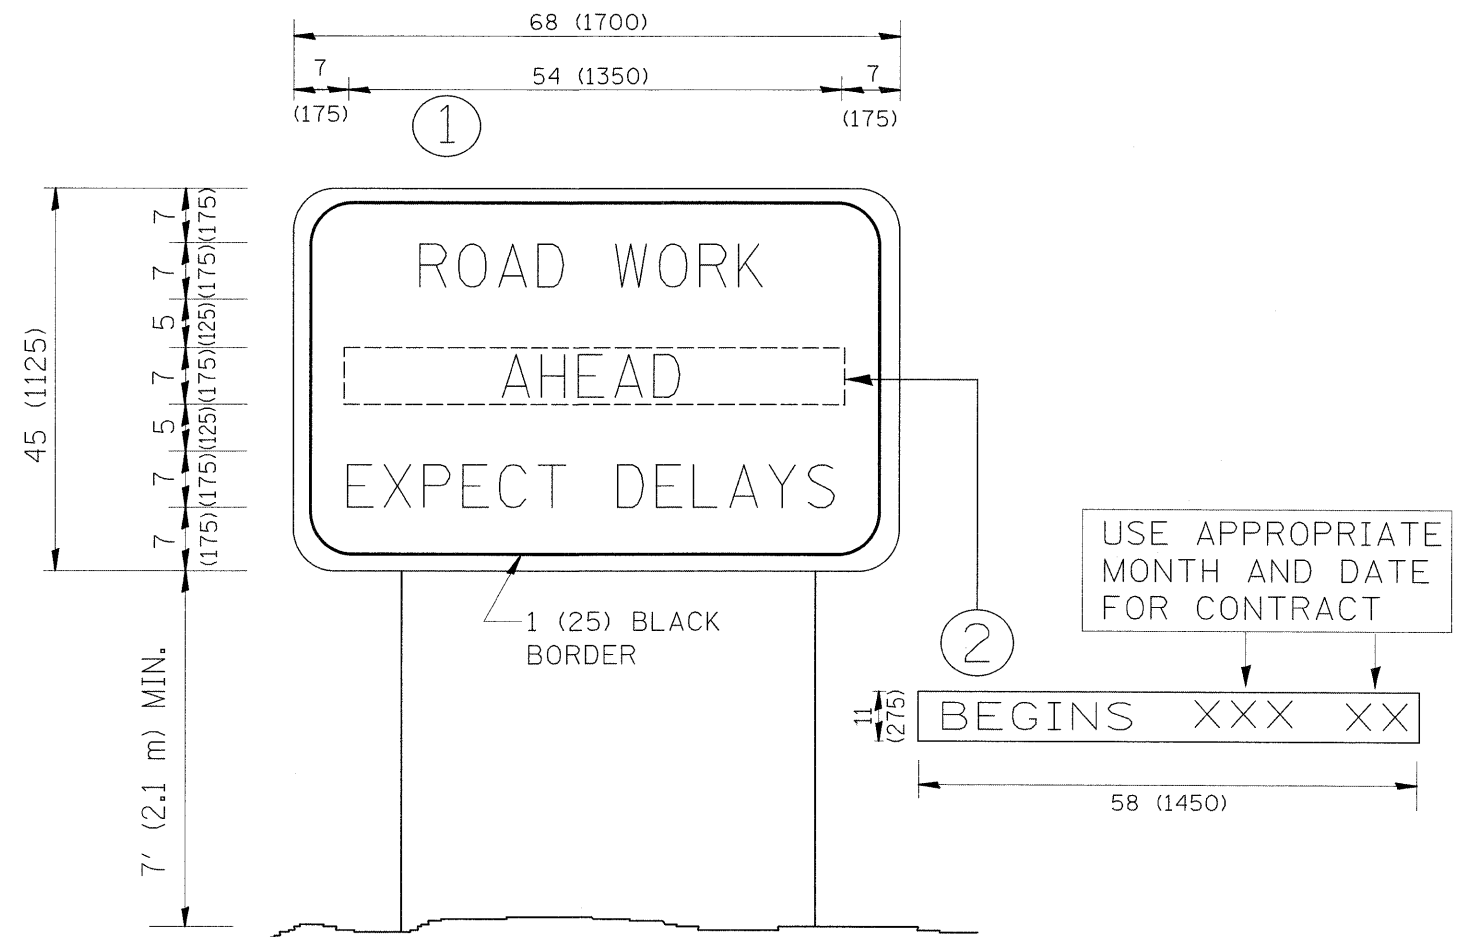 68 (1700)
7
54 (1350)
7
(175)
(175)
1
ROAD WORK
AHEAD
EXPECT DELAYS
45 (1125)
7 (175)
7 (175)
5 (125)
7 (175)
5 (125)
7 (175)
7 (175)
7' (2.1 m) MIN.
1 (25) BLACK
BORDER
2
USE APPROPRIATE
MONTH AND DATE
FOR CONTRACT
11
(275)
BEGINS XXX XX
58 (1450)